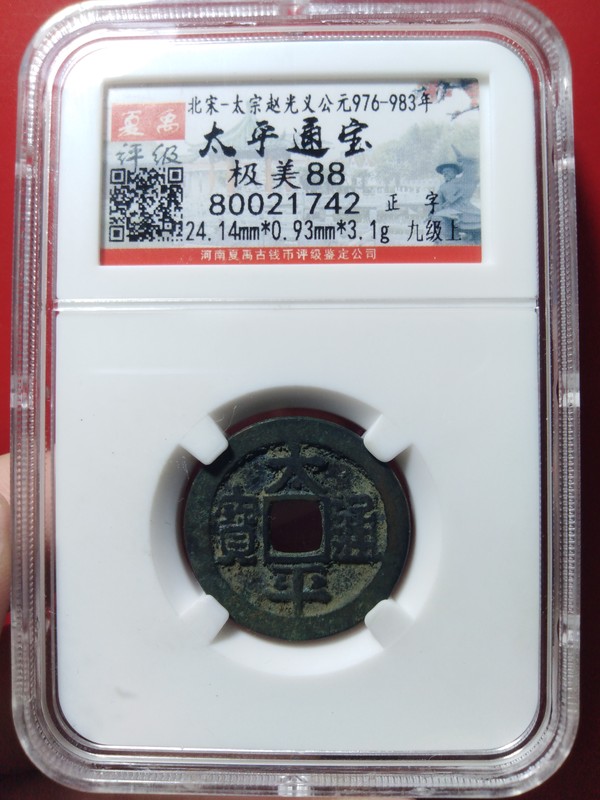 北宋-太宗赵光义公元976-983年
夏禹
评级
太平通宝
极美88
80021742 正字
24.14mm*0.93mm*3.1g 九级上
河南夏禹古钱币评级鉴定公司
太平通寶